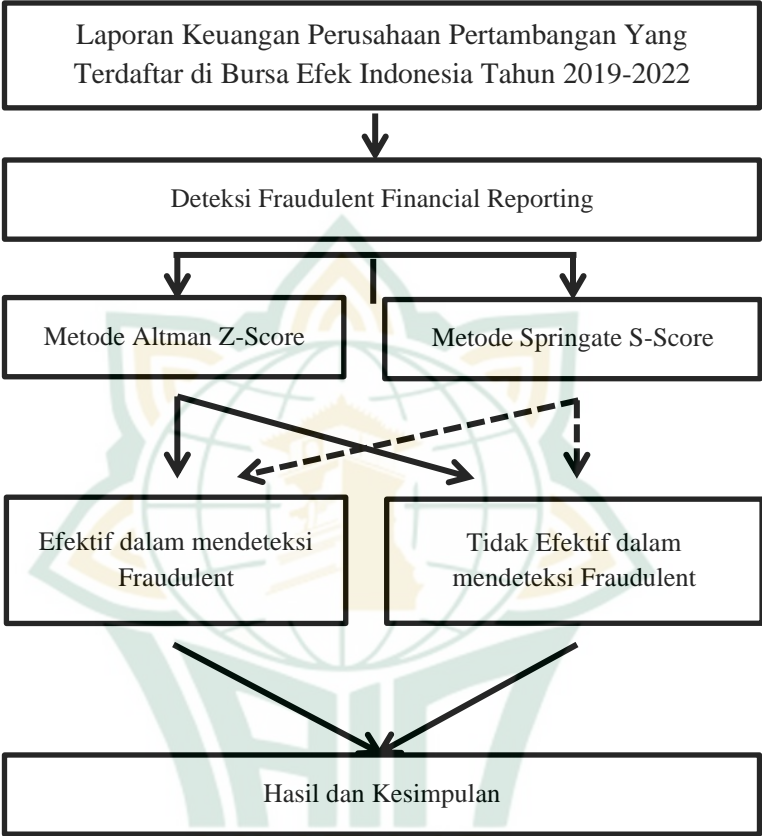 Laporan Keuangan Perusahaan Pertambangan Yang
Terdaftar di Bursa Efek Indonesia Tahun 2019-2022
Deteksi Fraudulent Financial Reporting
Metode Altman Z-Score
Metode Springate S-Score
Efektif dalam mendeteksi
Fraudulent
Tidak Efektif dalam
mendeteksi Fraudulent
Hasil dan Kesimpulan